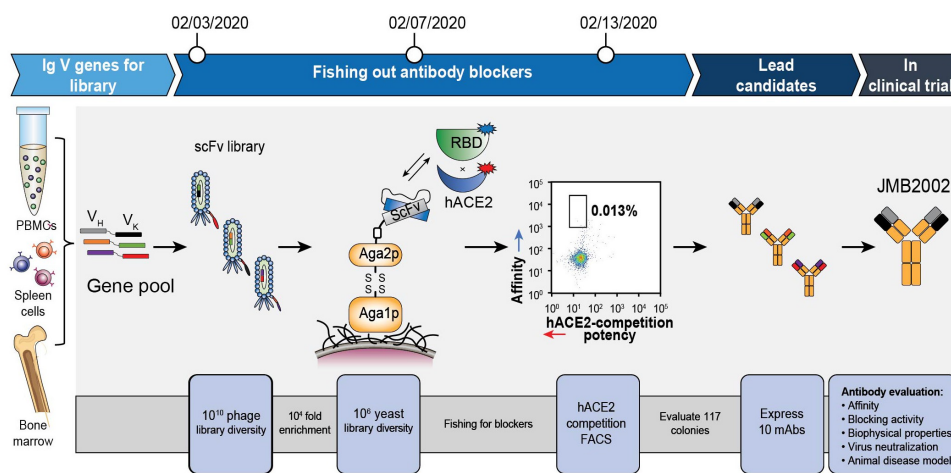 02/03/2020
02/07/2020
02/13/2020
Ig V genes for
library
Fishing out antibody blockers
Lead
candidates
In
clinical trial
PBMCs
Spleen
cells
Bone
marrow
VH
VK
Gene pool
scFv library
RBD
×
hACE2
ScFv
Aga2p
S S
S S
Aga1p
Affinity
10⁵
10⁴
10³
10²
10¹
10⁰
0.013%
10⁰ 10¹ 10² 10³ 10⁴ 10⁵
hACE2-competition
potency
JMB2002
10¹⁰ phage
library diversity
10⁴ fold
enrichment
10⁶ yeast
library diversity
Fishing for blockers
hACE2
competition
FACS
Evaluate 117
colonies
Express
10 mAbs
Antibody evaluation:
• Affinity
• Blocking activity
• Biophysical properties
• Virus neutralization
• Animal disease model